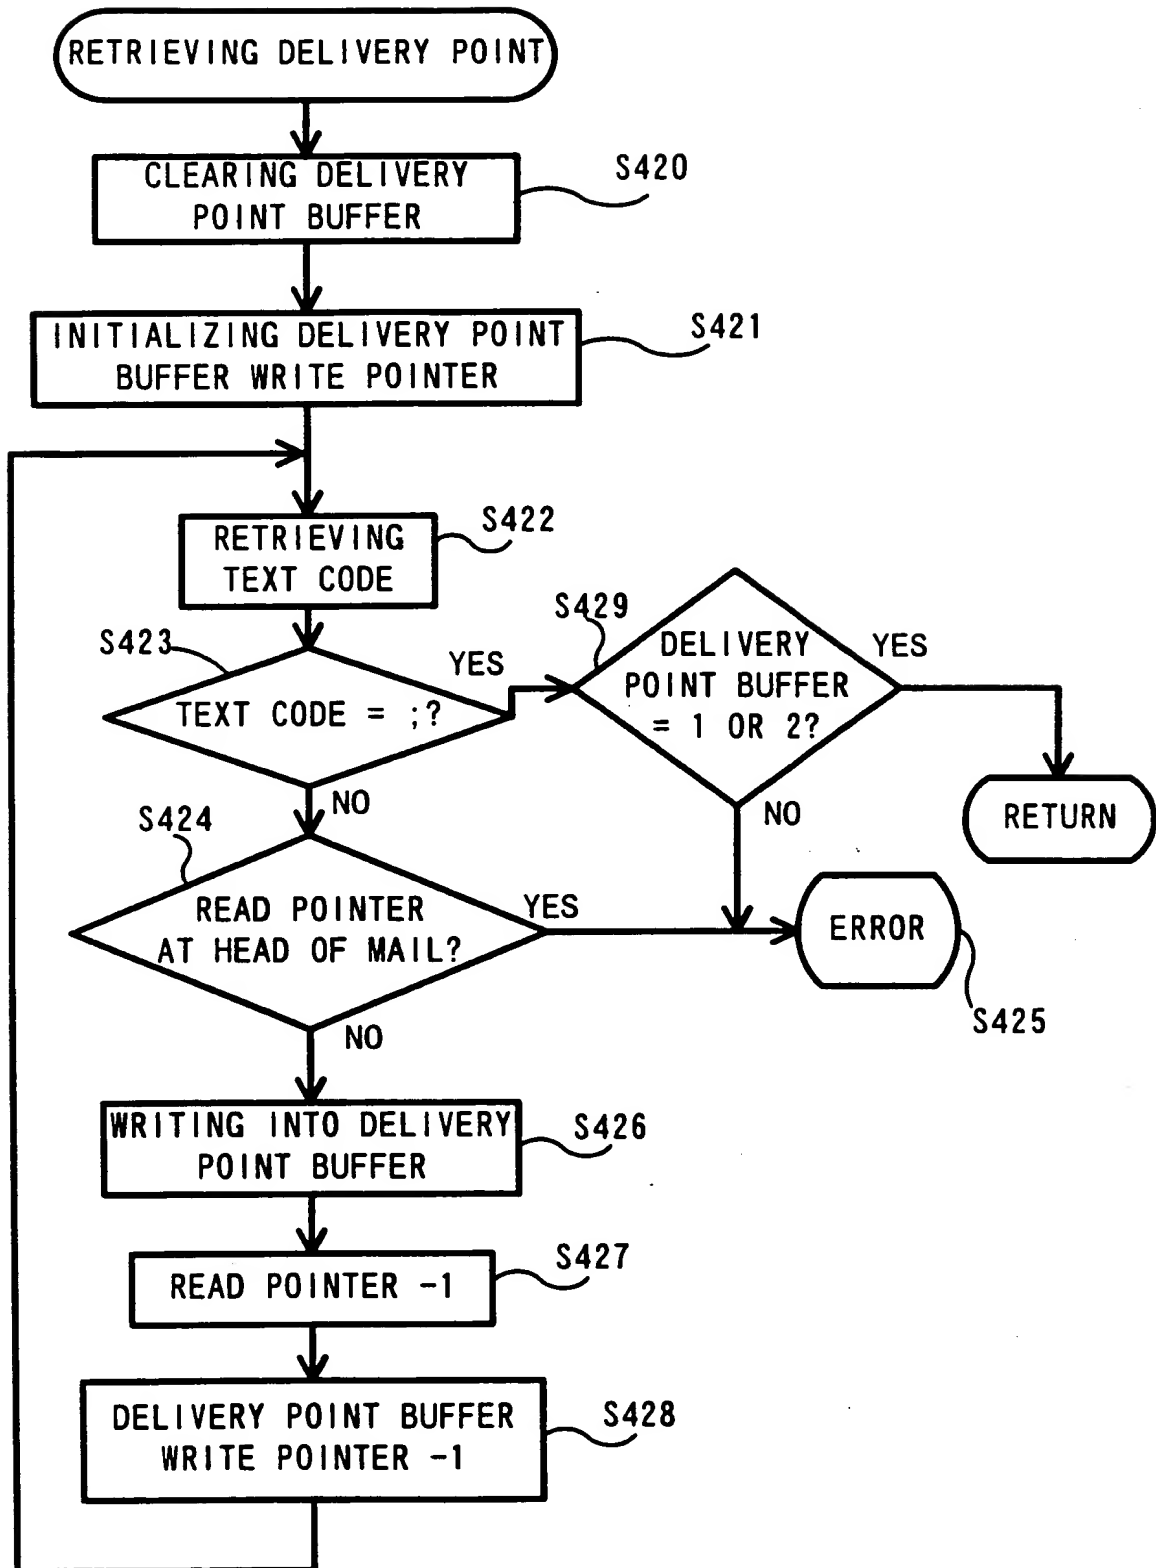 RETRIEVING DELIVERY POINT
CLEARING DELIVERY
POINT BUFFER
S420
INITIALIZING DELIVERY POINT
BUFFER WRITE POINTER
S421
RETRIEVING
TEXT CODE
S422
S423
TEXT CODE = ;?
YES
NO
S429
DELIVERY
POINT BUFFER
= 1 OR 2?
YES
NO
RETURN
S424
READ POINTER
AT HEAD OF MAIL?
YES
NO
ERROR
S425
WRITING INTO DELIVERY
POINT BUFFER
S426
READ POINTER -1
S427
DELIVERY POINT BUFFER
WRITE POINTER -1
S428